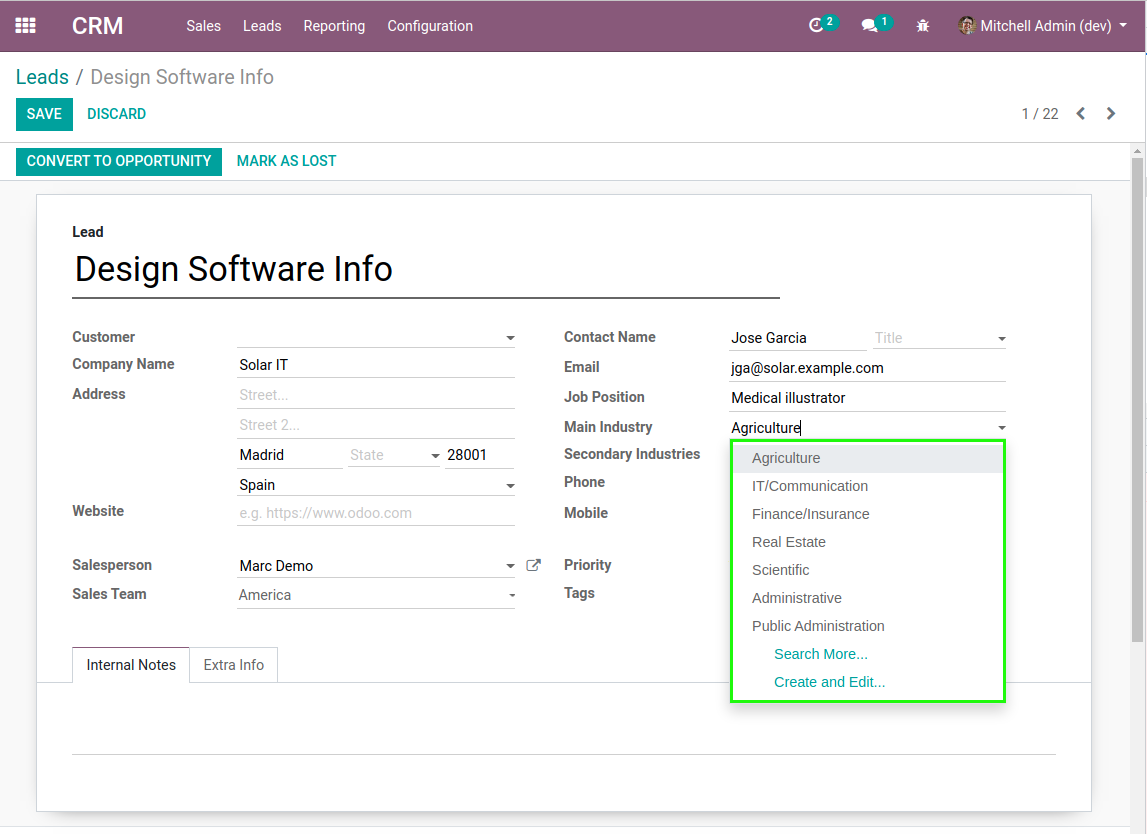 CRM Sales Leads Reporting Configuration 2 1 Mitchell Admin (dev)
Leads / Design Software Info
SAVE DISCARD 1 / 22
CONVERT TO OPPORTUNITY MARK AS LOST
Lead
Design Software Info
Customer
Company Name Solar IT
Address Street...
Street 2...
Madrid State 28001
Spain
Website e.g. https://www.odoo.com
Salesperson Marc Demo
Sales Team America
Contact Name Jose Garcia Title
Email jga@solar.example.com
Job Position Medical illustrator
Main Industry Agriculture
Secondary Industries
Phone
Mobile
Priority
Tags
Agriculture
IT/Communication
Finance/Insurance
Real Estate
Scientific
Administrative
Public Administration
Search More...
Create and Edit...
Internal Notes Extra Info